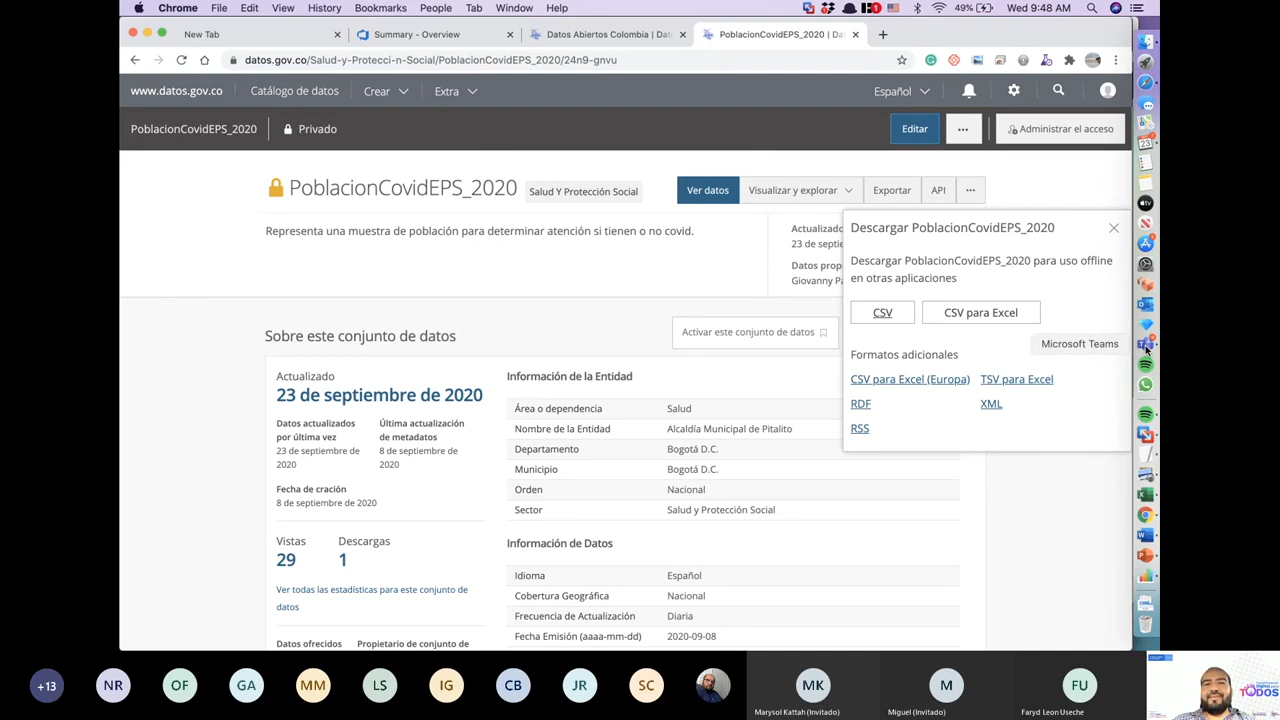 Chrome File Edit View History Bookmarks People Tab Window Help 49% Wed 9:48 AM
New Tab Summary - Overview Datos Abiertos Colombia | Dat PoblacionCovidEPS_2020 | Da
datos.gov.co/Salud-y-Protecci-n-Social/PoblacionCovidEPS_2020/24n9-gnvu
www.datos.gov.co Catálogo de datos Crear Extra Español
PoblacionCovidEPS_2020 Privado Editar ... Administrar el acceso
PoblacionCovidEPS_2020 Salud Y Protección Social Ver datos Visualizar y explorar Exportar API ...
Representa una muestra de población para determinar atención si tienen o no covid.
Actualizado
23 de septie
Datos prop
Giovanny Pa
Descargar PoblacionCovidEPS_2020
Descargar PoblacionCovidEPS_2020 para uso offline
en otras aplicaciones
CSV CSV para Excel
Microsoft Teams
Formatos adicionales
CSV para Excel (Europa) TSV para Excel
RDF XML
RSS
Sobre este conjunto de datos Activar este conjunto de datos
Actualizado
23 de septiembre de 2020
Datos actualizados
por última vez
23 de septiembre de
2020
Última actualización
de metadatos
8 de septiembre de
2020
Fecha de cración
8 de septiembre de 2020
Vistas
29
Descargas
1
Ver todas las estadísticas para este conjunto de
datos
Datos ofrecidos Propietario de conjunto de
Información de la Entidad
Área o dependencia Salud
Nombre de la Entidad Alcaldía Municipal de Pitalito
Departamento Bogotá D.C.
Municipio Bogotá D.C.
Orden Nacional
Sector Salud y Protección Social
Información de Datos
Idioma Español
Cobertura Geográfica Nacional
Frecuencia de Actualización Diaria
Fecha Emisión (aaaa-mm-dd) 2020-09-08
+13 NR OF GA MM LS IG CB JR SC MK M FU
Marysol Kattah (Invitado) Miguel (Invitado) Faryd Leon Useche
TODOS